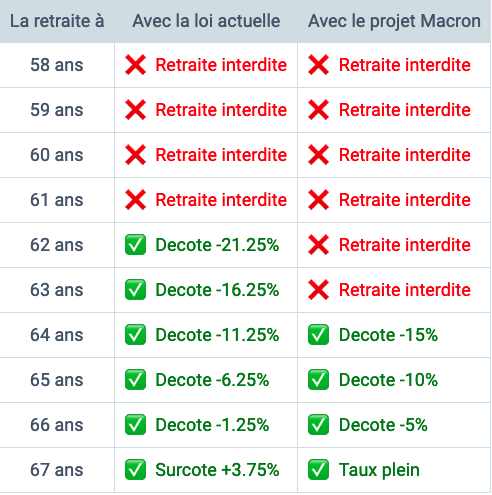 La retraite à Avec la loi actuelle Avec le projet Macron
58 ans ❌ Retraite interdite ❌ Retraite interdite
59 ans ❌ Retraite interdite ❌ Retraite interdite
60 ans ❌ Retraite interdite ❌ Retraite interdite
61 ans ❌ Retraite interdite ❌ Retraite interdite
62 ans ✅ Decote -21.25% ❌ Retraite interdite
63 ans ✅ Decote -16.25% ❌ Retraite interdite
64 ans ✅ Decote -11.25% ✅ Decote -15%
65 ans ✅ Decote -6.25% ✅ Decote -10%
66 ans ✅ Decote -1.25% ✅ Decote -5%
67 ans ✅ Surcote +3.75% ✅ Taux plein